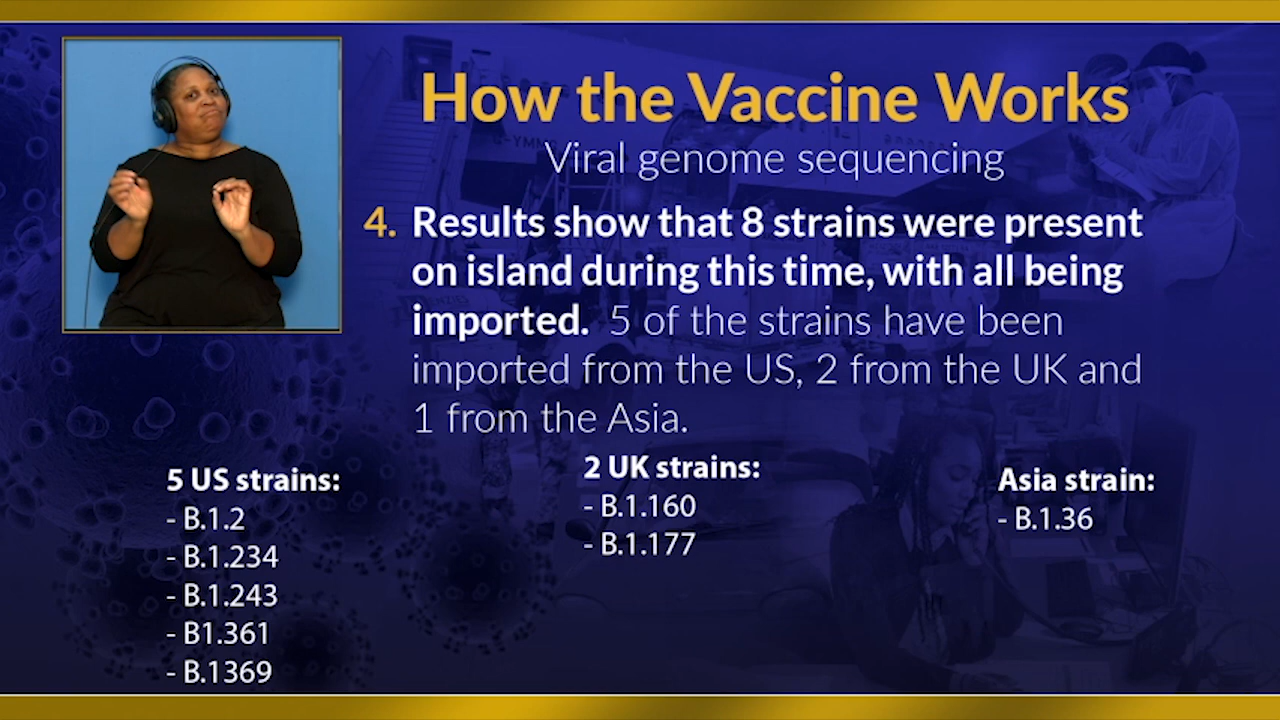 How the Vaccine Works
Viral genome sequencing
4. Results show that 8 strains were present
on island during this time, with all being
imported. 5 of the strains have been
imported from the US, 2 from the UK and
1 from the Asia.
5 US strains:
- B.1.2
- B.1.234
- B.1.243
- B1.361
- B.1369
2 UK strains:
- B.1.160
- B.1.177
Asia strain:
- B.1.36